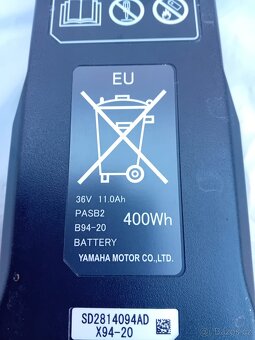 EU
36V 11.0Ah
PASB2
400Wh
B94-20
BATTERY
YAMAHA MOTOR CO.,LTD.
SD2814094AD
X94-20